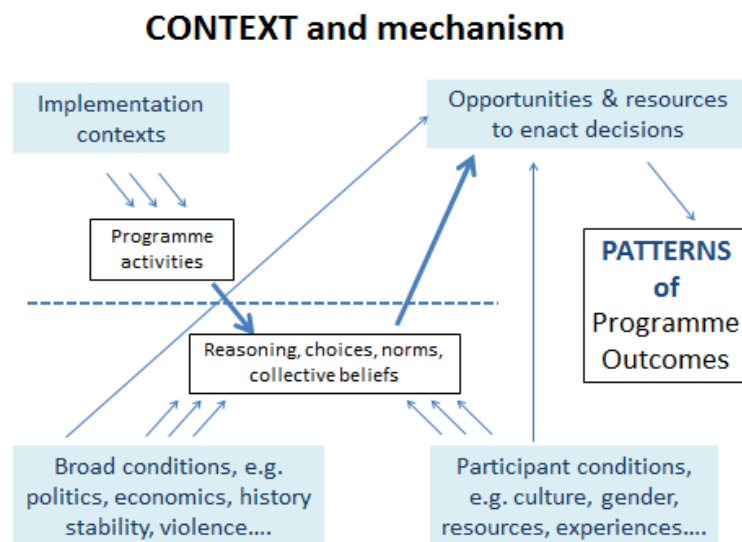 CONTEXT and mechanism
Implementation
contexts
Opportunities & resources
to enact decisions
Programme
activities
PATTERNS
of
Programme
Outcomes
Reasoning, choices, norms,
collective beliefs
Broad conditions, e.g.
politics, economics, history
stability, violence....
Participant conditions,
e.g. culture, gender,
resources, experiences....